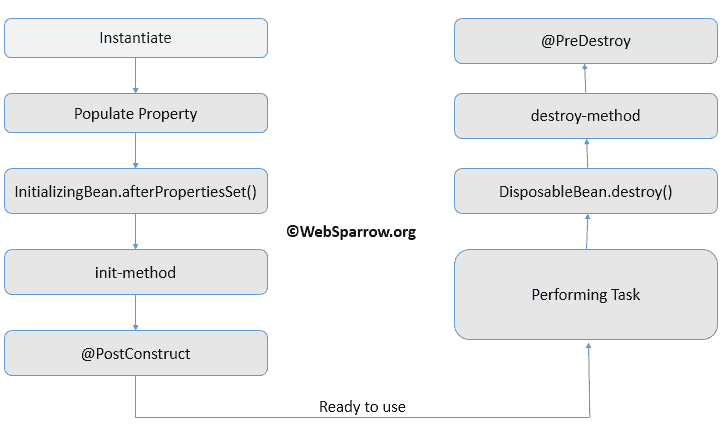 Instantiate
Populate Property
InitializingBean.afterPropertiesSet()
init-method
@PostConstruct
Ready to use
Performing Task
DisposableBean.destroy()
destroy-method
@PreDestroy
©WebSparrow.org